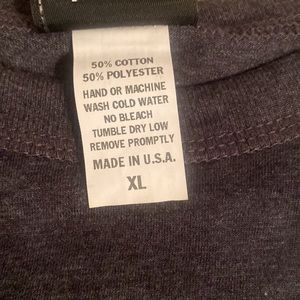 50% COTTON
50% POLYESTER
HAND OR MACHINE
WASH COLD WATER
NO BLEACH
TUMBLE DRY LOW
REMOVE PROMPTLY
MADE IN U.S.A.
XL